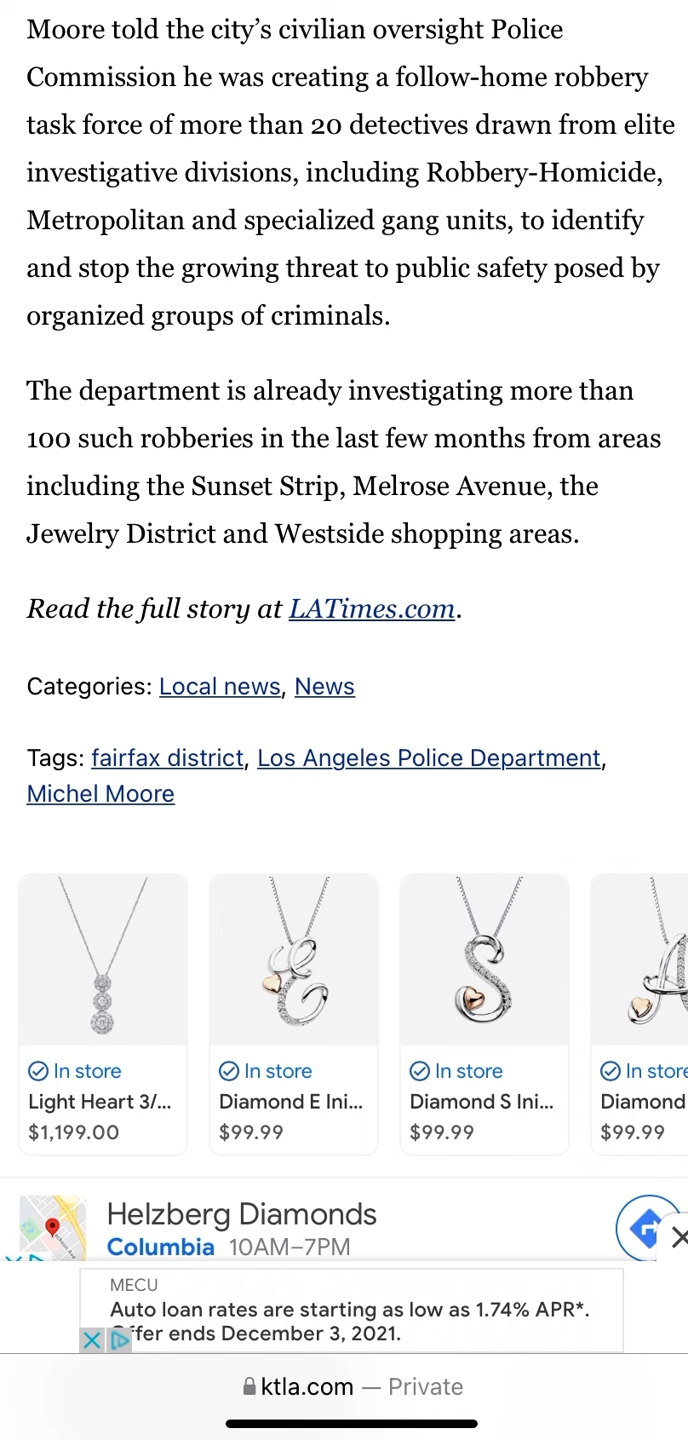 Moore told the city’s civilian oversight Police
Commission he was creating a follow-home robbery
task force of more than 20 detectives drawn from elite
investigative divisions, including Robbery-Homicide,
Metropolitan and specialized gang units, to identify
and stop the growing threat to public safety posed by
organized groups of criminals.
The department is already investigating more than
100 such robberies in the last few months from areas
including the Sunset Strip, Melrose Avenue, the
Jewelry District and Westside shopping areas.
Read the full story at LATimes.com.
Categories: Local news, News
Tags: fairfax district, Los Angeles Police Department,
Michel Moore
In store
Light Heart 3/...
$1,199.00
In store
Diamond E Ini...
$99.99
In store
Diamond S Ini...
$99.99
In store
Diamond
$99.99
Helzberg Diamonds
Columbia 10AM–7PM
MECU
Auto loan rates are starting as low as 1.74% APR*.
Offer ends December 3, 2021.
ktla.com — Private